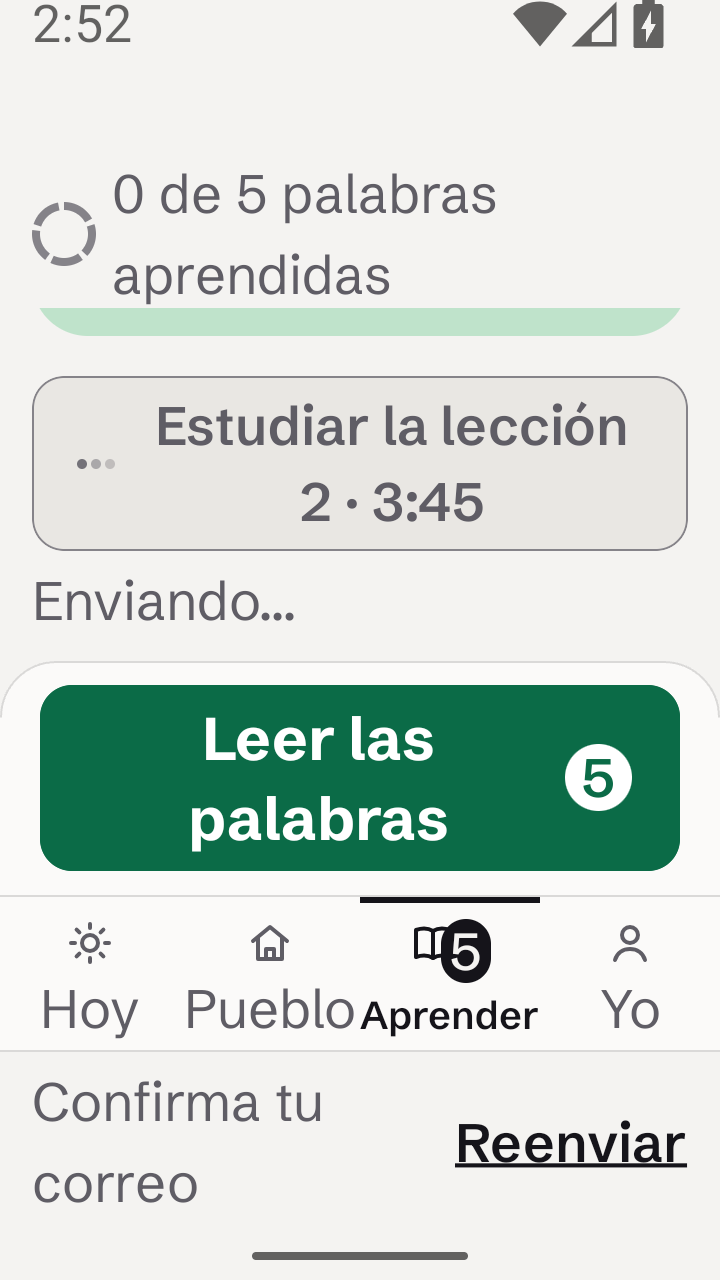 2:52
0 de 5 palabras
aprendidas
Estudiar la lección
2 · 3:45
Enviando...
Leer las
palabras
5
5
Hoy
Pueblo
Aprender
Yo
Confirma tu
correo
Reenviar